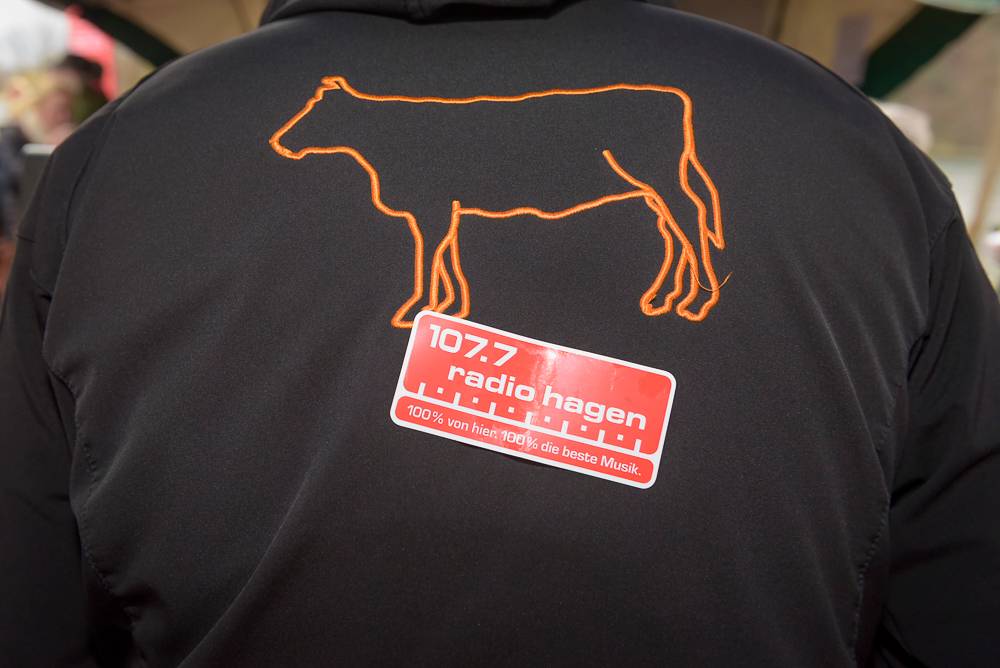 107.7
radio hagen
100% von hier. 100% die beste Musik.